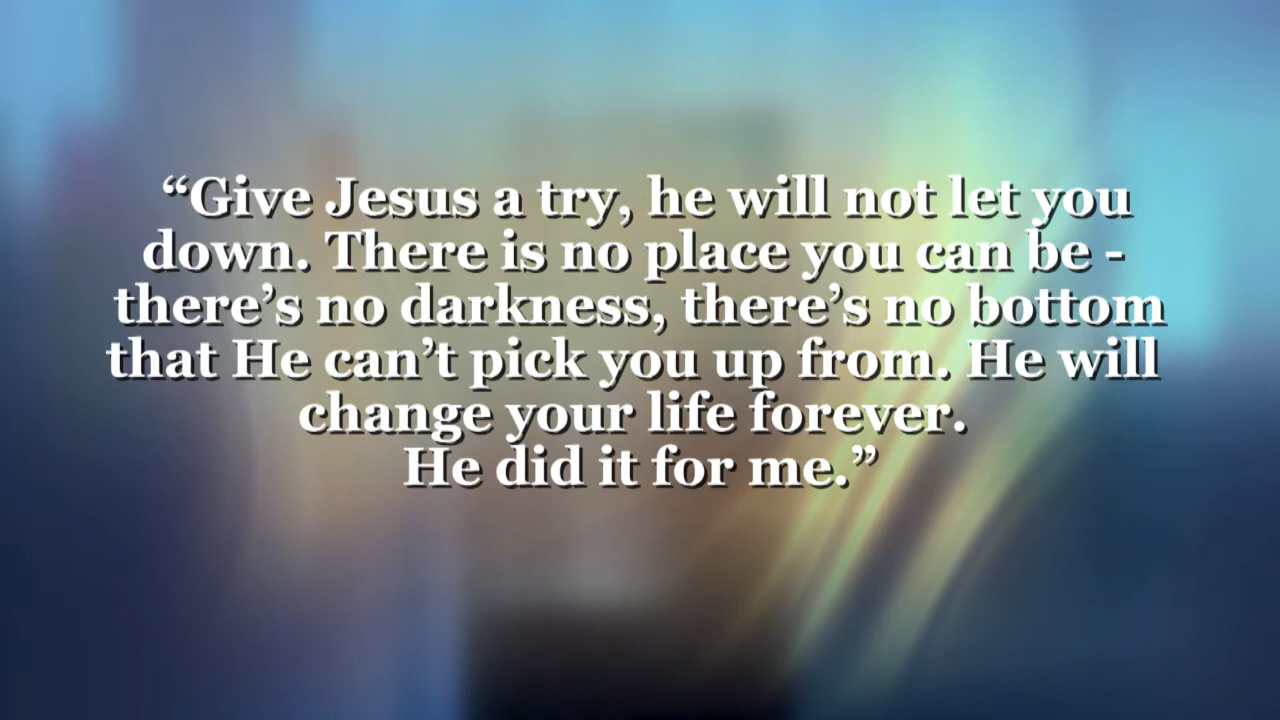 “Give Jesus a try, he will not let you
down. There is no place you can be -
there’s no darkness, there’s no bottom
that He can’t pick you up from. He will
change your life forever.
He did it for me.”